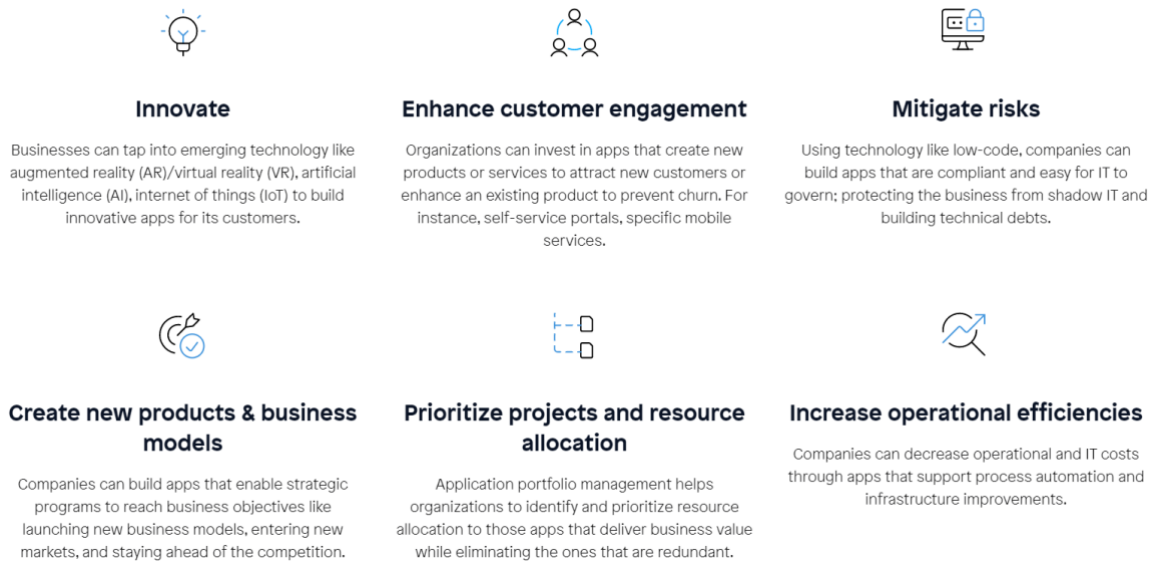 Innovate
Businesses can tap into emerging technology like
augmented reality (AR)/virtual reality (VR), artificial
intelligence (AI), internet of things (IoT) to build
innovative apps for its customers.
Enhance customer engagement
Organizations can invest in apps that create new
products or services to attract new customers or
enhance an existing product to prevent churn. For
instance, self-service portals, specific mobile
services.
Mitigate risks
Using technology like low-code, companies can
build apps that are compliant and easy for IT to
govern; protecting the business from shadow IT and
building technical debts.
Create new products & business
models
Companies can build apps that enable strategic
programs to reach business objectives like
launching new business models, entering new
markets, and staying ahead of the competition.
Prioritize projects and resource
allocation
Application portfolio management helps
organizations to identify and prioritize resource
allocation to those apps that deliver business value
while eliminating the ones that are redundant.
Increase operational efficiencies
Companies can decrease operational and IT costs
through apps that support process automation and
infrastructure improvements.